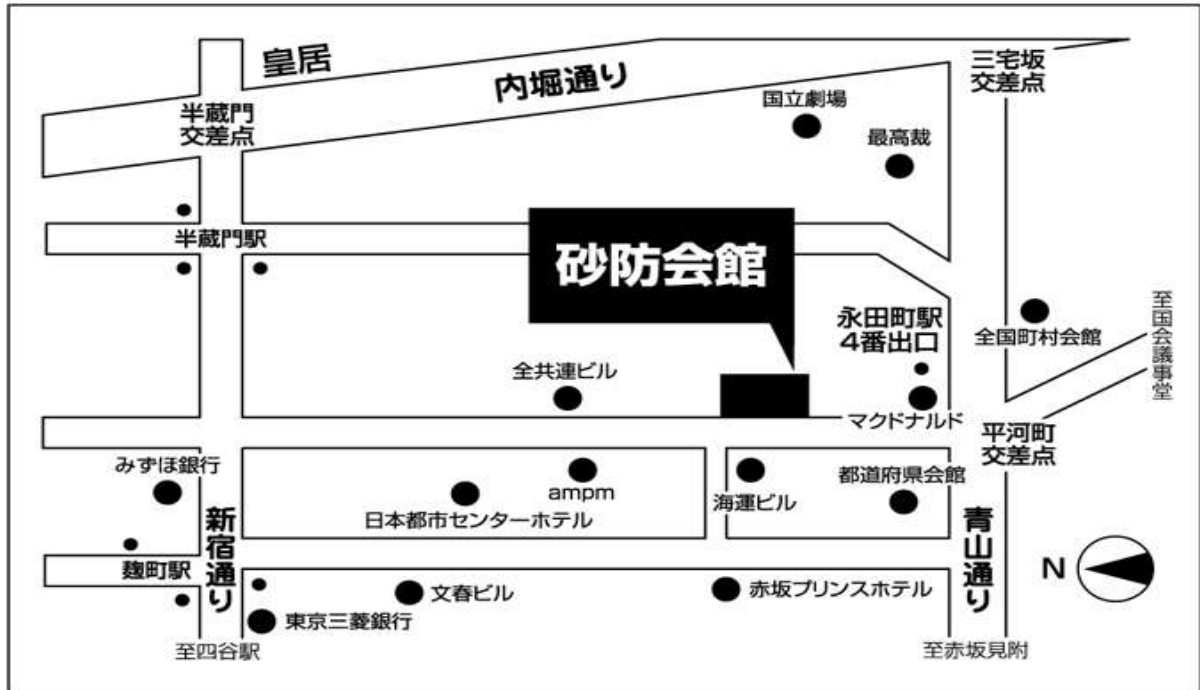 皇居
内堀通り
三宅坂
交差点
半蔵門
交差点
国立劇場
最高裁
半蔵門駅
砂防会館
永田町駅
4番出口
全国町村会館
至国会議事堂
全共連ビル
マクドナルド
平河町
交差点
みずほ銀行
ampm
海運ビル
都道府県会館
日本都市センターホテル
新宿通り
青山通り
N
麹町駅
文春ビル
赤坂プリンスホテル
東京三菱銀行
至四谷駅
至赤坂見附